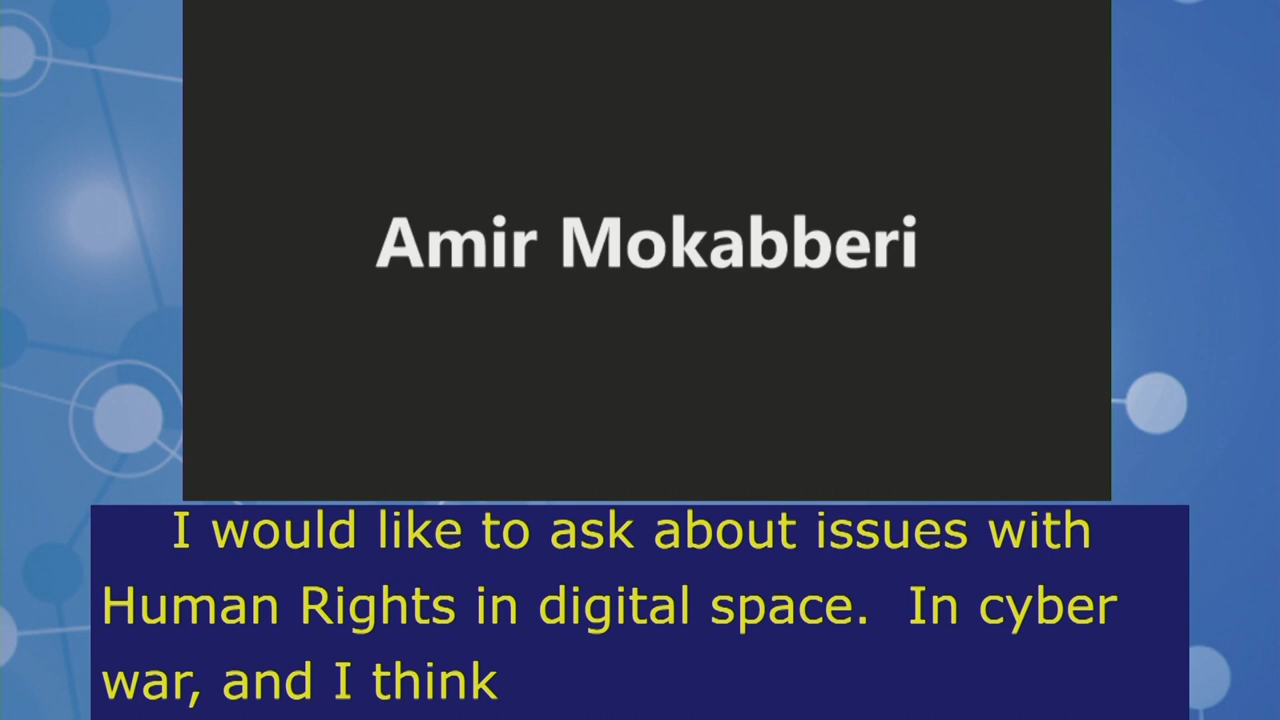 Amir Mokabberi
I would like to ask about issues with
Human Rights in digital space.  In cyber
war, and I think